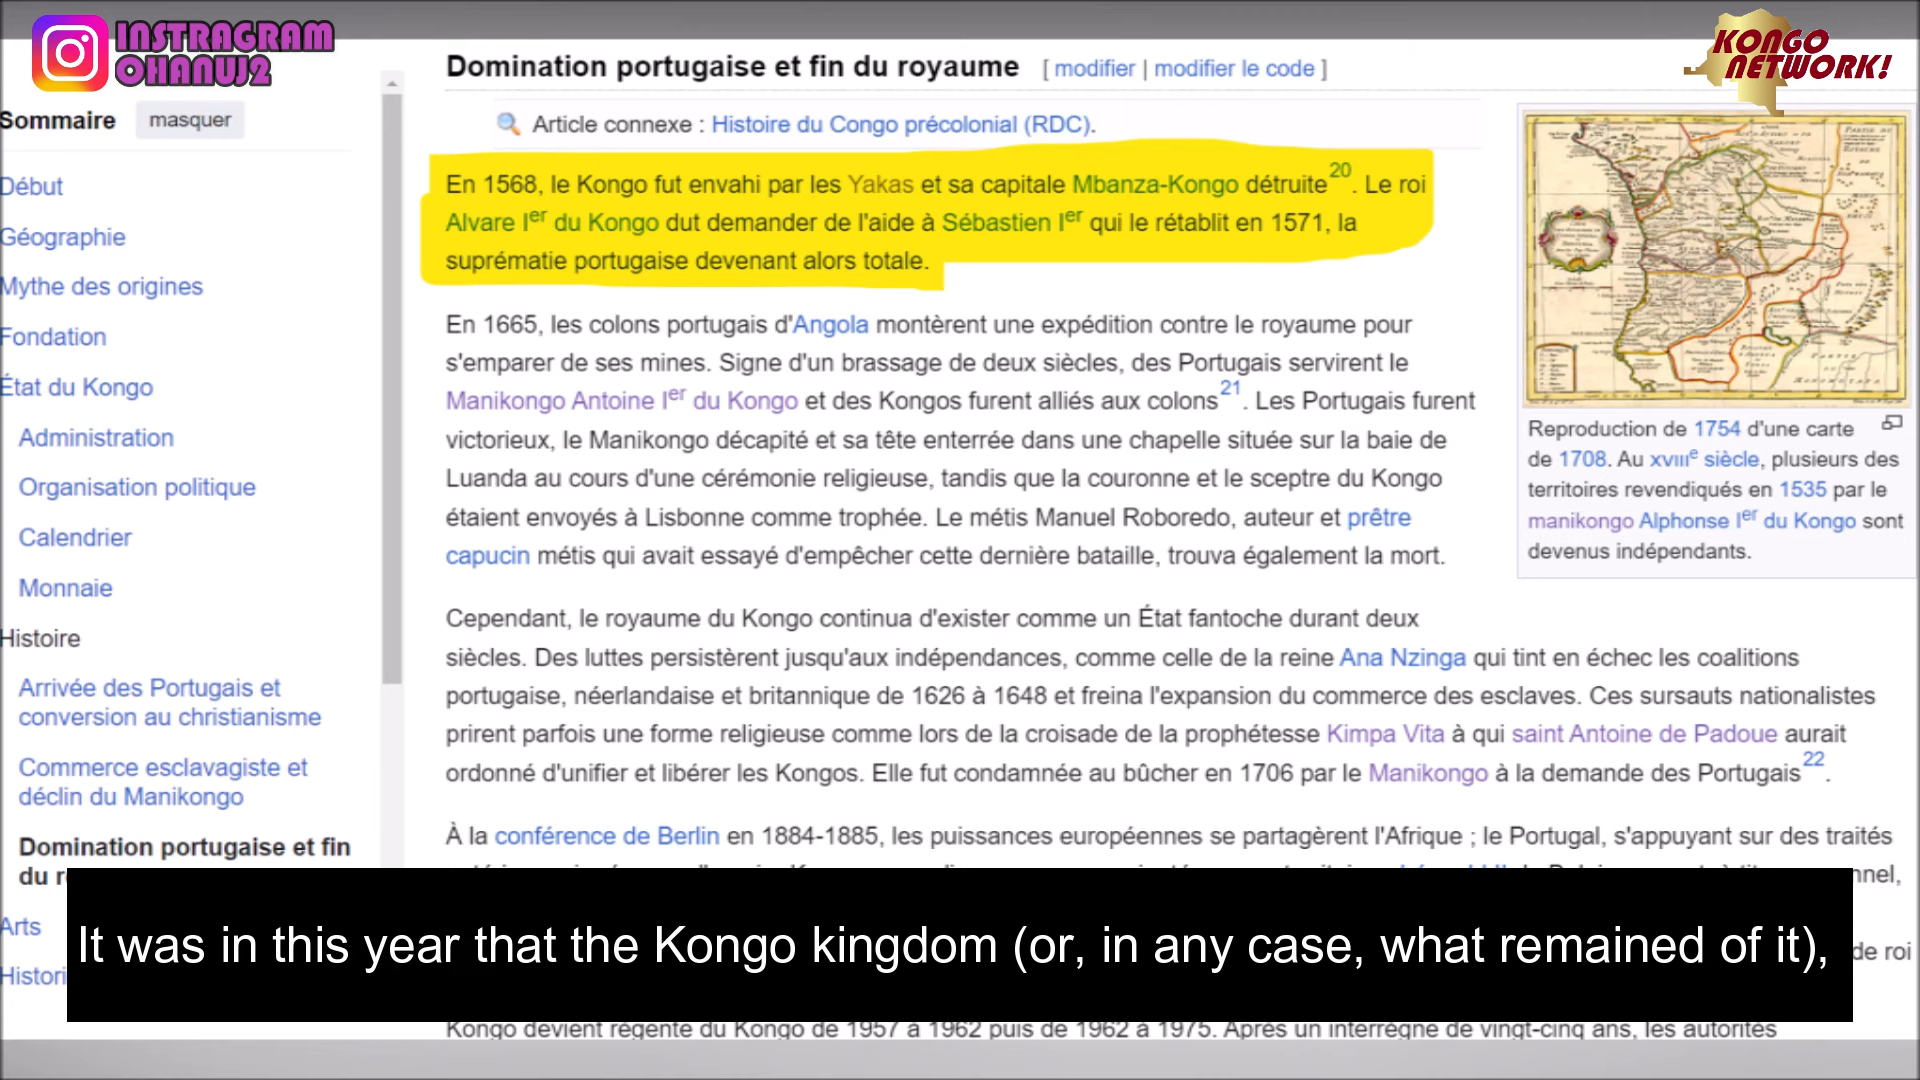 INSTRAGRAM
OHANUJ2
KONGO
NETWORK!
Sommaire masquer
Début
Géographie
Mythe des origines
Fondation
État du Kongo
Administration
Organisation politique
Calendrier
Monnaie
Histoire
Arrivée des Portugais et
conversion au christianisme
Commerce esclavagiste et
déclin du Manikongo
Domination portugaise et fin
du
Arts
Domination portugaise et fin du royaume [ modifier | modifier le code ]
Article connexe : Histoire du Congo précolonial (RDC).
En 1568, le Kongo fut envahi par les Yakas et sa capitale Mbanza-Kongo détruite20. Le roi
Alvare Ier du Kongo dut demander de l'aide à Sébastien Ier qui le rétablit en 1571, la
suprématie portugaise devenant alors totale.
En 1665, les colons portugais d'Angola montèrent une expédition contre le royaume pour
s'emparer de ses mines. Signe d'un brassage de deux siècles, des Portugais servirent le
Manikongo Antoine Ier du Kongo et des Kongos furent alliés aux colons21. Les Portugais furent
victorieux, le Manikongo décapité et sa tête enterrée dans une chapelle située sur la baie de
Luanda au cours d'une cérémonie religieuse, tandis que la couronne et le sceptre du Kongo
étaient envoyés à Lisbonne comme trophée. Le métis Manuel Roboredo, auteur et prêtre
capucin métis qui avait essayé d'empêcher cette dernière bataille, trouva également la mort.
Cependant, le royaume du Kongo continua d'exister comme un État fantoche durant deux
siècles. Des luttes persistèrent jusqu'aux indépendances, comme celle de la reine Ana Nzinga qui tint en échec les coalitions
portugaise, néerlandaise et britannique de 1626 à 1648 et freina l'expansion du commerce des esclaves. Ces sursauts nationalistes
prirent parfois une forme religieuse comme lors de la croisade de la prophétesse Kimpa Vita à qui saint Antoine de Padoue aurait
ordonné d'unifier et libérer les Kongos. Elle fut condamnée au bûcher en 1706 par le Manikongo à la demande des Portugais22.
À la conférence de Berlin en 1884-1885, les puissances européennes se partagèrent l'Afrique ; le Portugal, s'appuyant sur des traités
de roi
Kongo devient régente du Kongo de 1957 à 1962 puis de 1962 à 1975. Après un interrègne de vingt-cinq ans, les autorités
Reproduction de 1754 d'une carte
de 1708. Au XVIIIe siècle, plusieurs des
territoires revendiqués en 1535 par le
manikongo Alphonse Ier du Kongo sont
devenus indépendants.
It was in this year that the Kongo kingdom (or, in any case, what remained of it),